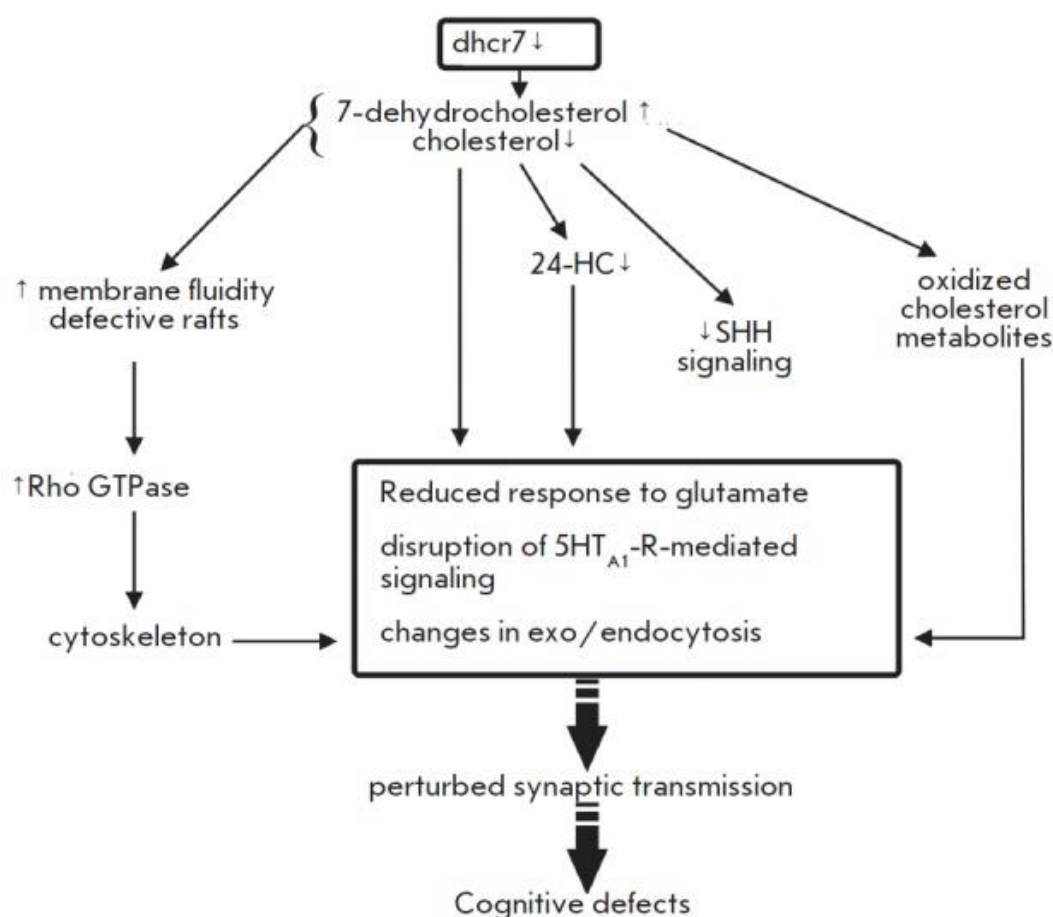 dhcr7↓
7-dehydrocholesterol ↑
cholesterol↓
24-HC↓
↑ membrane fluidity
defective rafts
↓SHH
signaling
oxidized
cholesterol
metabolites
↑Rho GTPase
cytoskeleton
Reduced response to glutamate
disruption of 5HT_A1-R-mediated
signaling
changes in exo/endocytosis
perturbed synaptic transmission
Cognitive defects